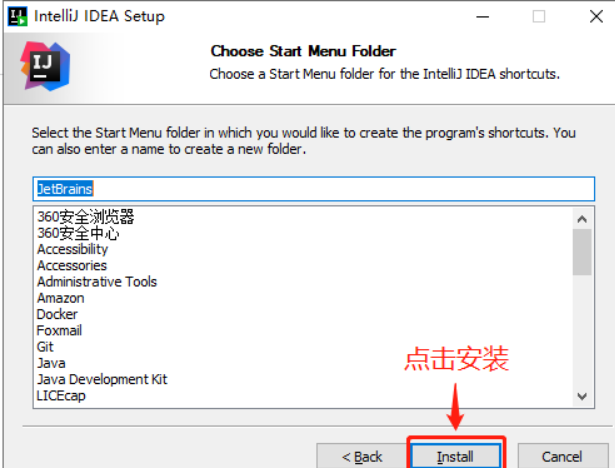 IntelliJ IDEA Setup
Choose Start Menu Folder
Choose a Start Menu folder for the IntelliJ IDEA shortcuts.
IJ
Select the Start Menu folder in which you would like to create the program's shortcuts. You
can also enter a name to create a new folder.
JetBrains
360安全浏览器
360安全中心
Accessibility
Accessories
Administrative Tools
Amazon
Docker
Foxmail
Git
Java
Java Development Kit
LICEcap
点击安装
< Back
Install
Cancel